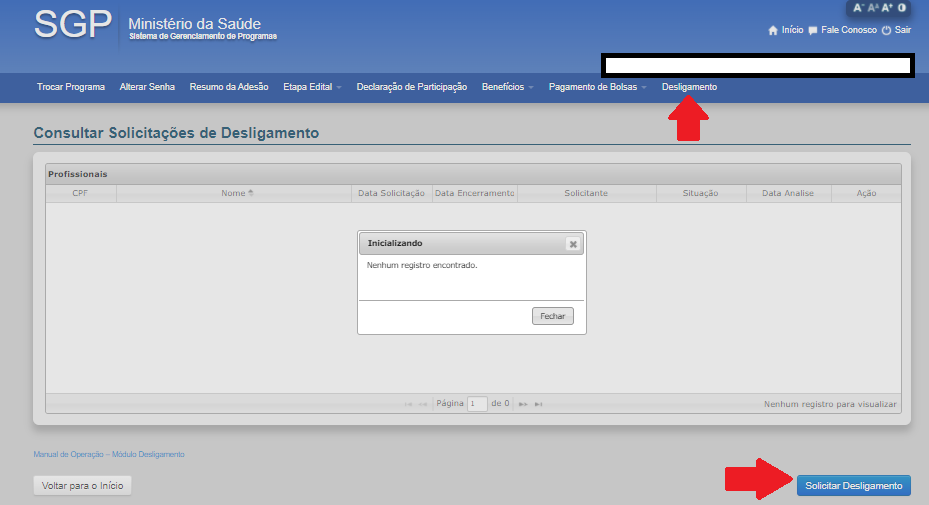 A- AA A+
SGP Ministério da Saúde
Sistema de Gerenciamento de Programas
Início Fale Conosco Sair
Trocar Programa Alterar Senha Resumo da Adesão Etapa Edital Declaração de Participação Benefícios Pagamento de Bolsas Desligamento
Consultar Solicitações de Desligamento
Profissionais
CPF Nome Data Solicitação Data Encerramento Solicitante Situação Data Analise Ação
Inicializando
Nenhum registro encontrado.
Fechar
Página 1 de 0 Nenhum registro para visualizar
Manual de Operação – Módulo Desligamento
Voltar para o Início Solicitar Desligamento